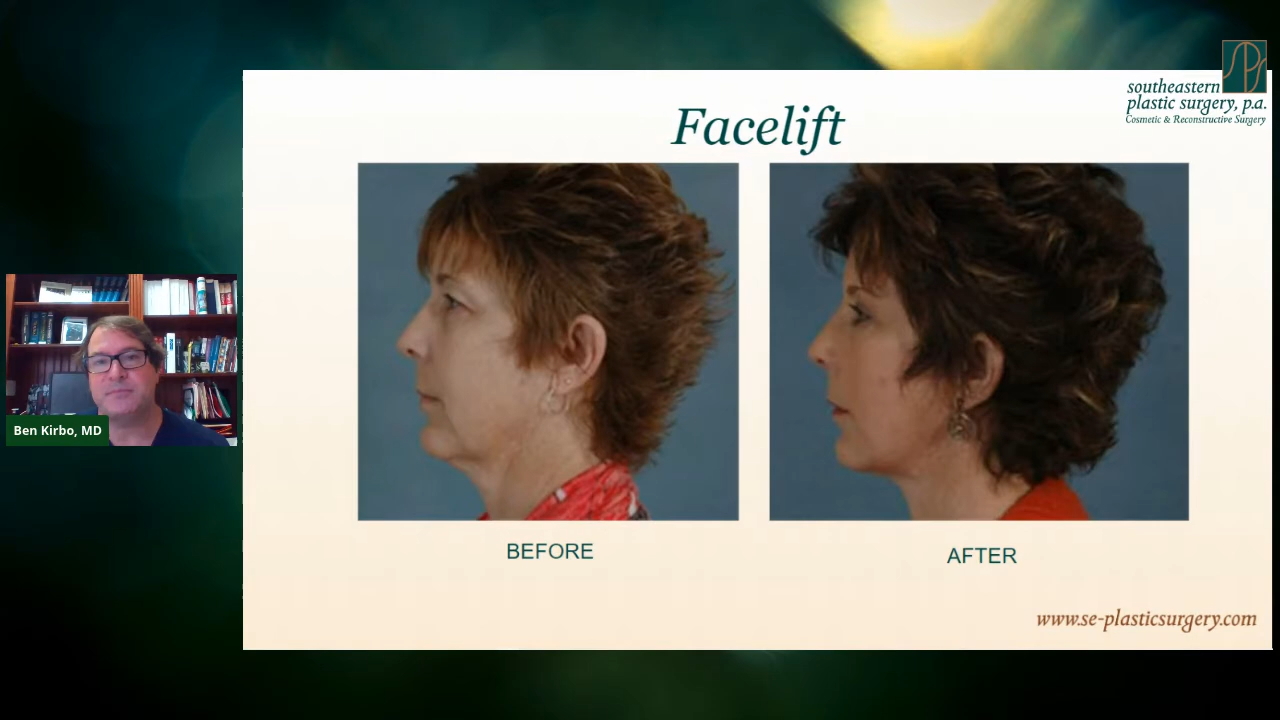 southeastern
plastic surgery, p.a.
Cosmetic & Reconstructive Surgery
Facelift
BEFORE
AFTER
Ben Kirbo, MD
www.se-plasticsurgery.com